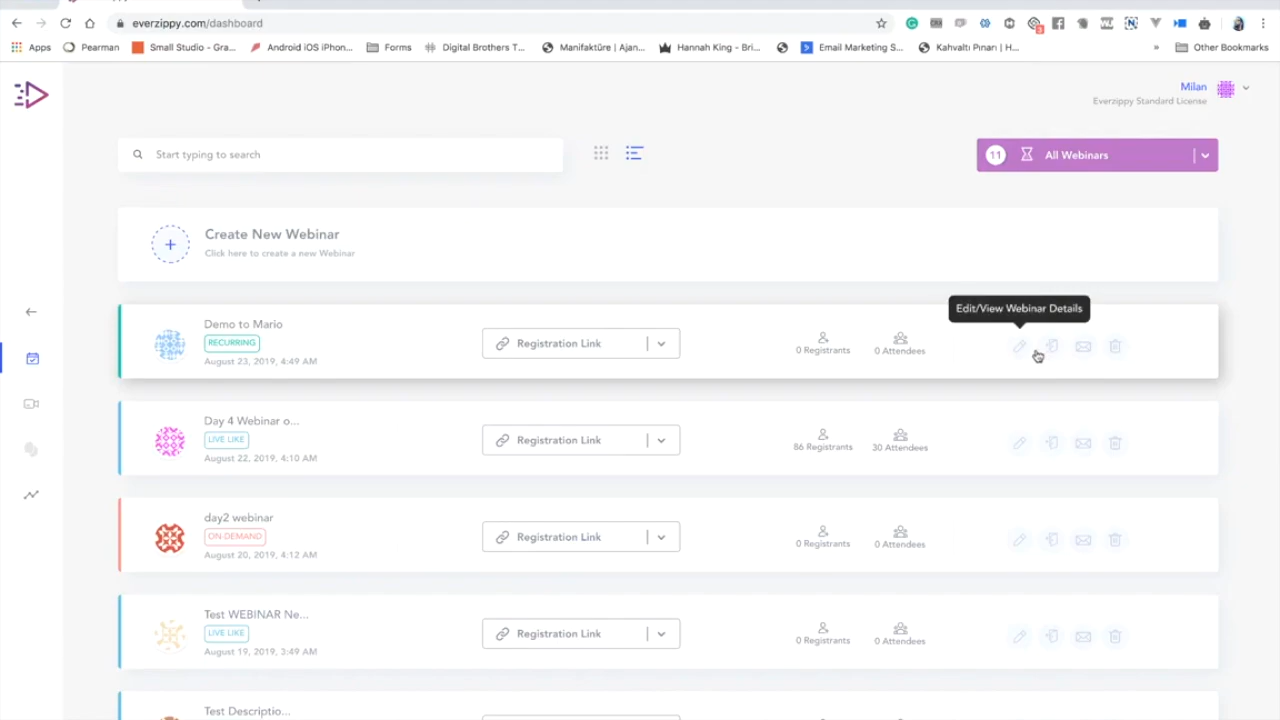 everzippy.com/dashboard
3
Apps
Pearman
Small Studio - Gra...
Android iOS iPhon...
Forms
Digital Brothers T...
Manifaktüre | Ajan...
Hannah King - Bri...
Email Marketing S...
Kahvaltı Pınarı | H...
»
Other Bookmarks
Milan
Everzippy Standard License
Start typing to search
11 All Webinars
Create New Webinar
Click here to create a new Webinar
Edit/View Webinar Details
Demo to Mario
RECURRING
August 23, 2019, 4:49 AM
Registration Link
0 Registrants
0 Attendees
Day 4 Webinar o...
LIVE LIKE
August 22, 2019, 4:10 AM
Registration Link
86 Registrants
30 Attendees
day2 webinar
ON-DEMAND
August 20, 2019, 4:12 AM
Registration Link
0 Registrants
0 Attendees
Test WEBINAR Ne...
LIVE LIKE
August 19, 2019, 3:49 AM
Registration Link
0 Registrants
0 Attendees
Test Descriptio...